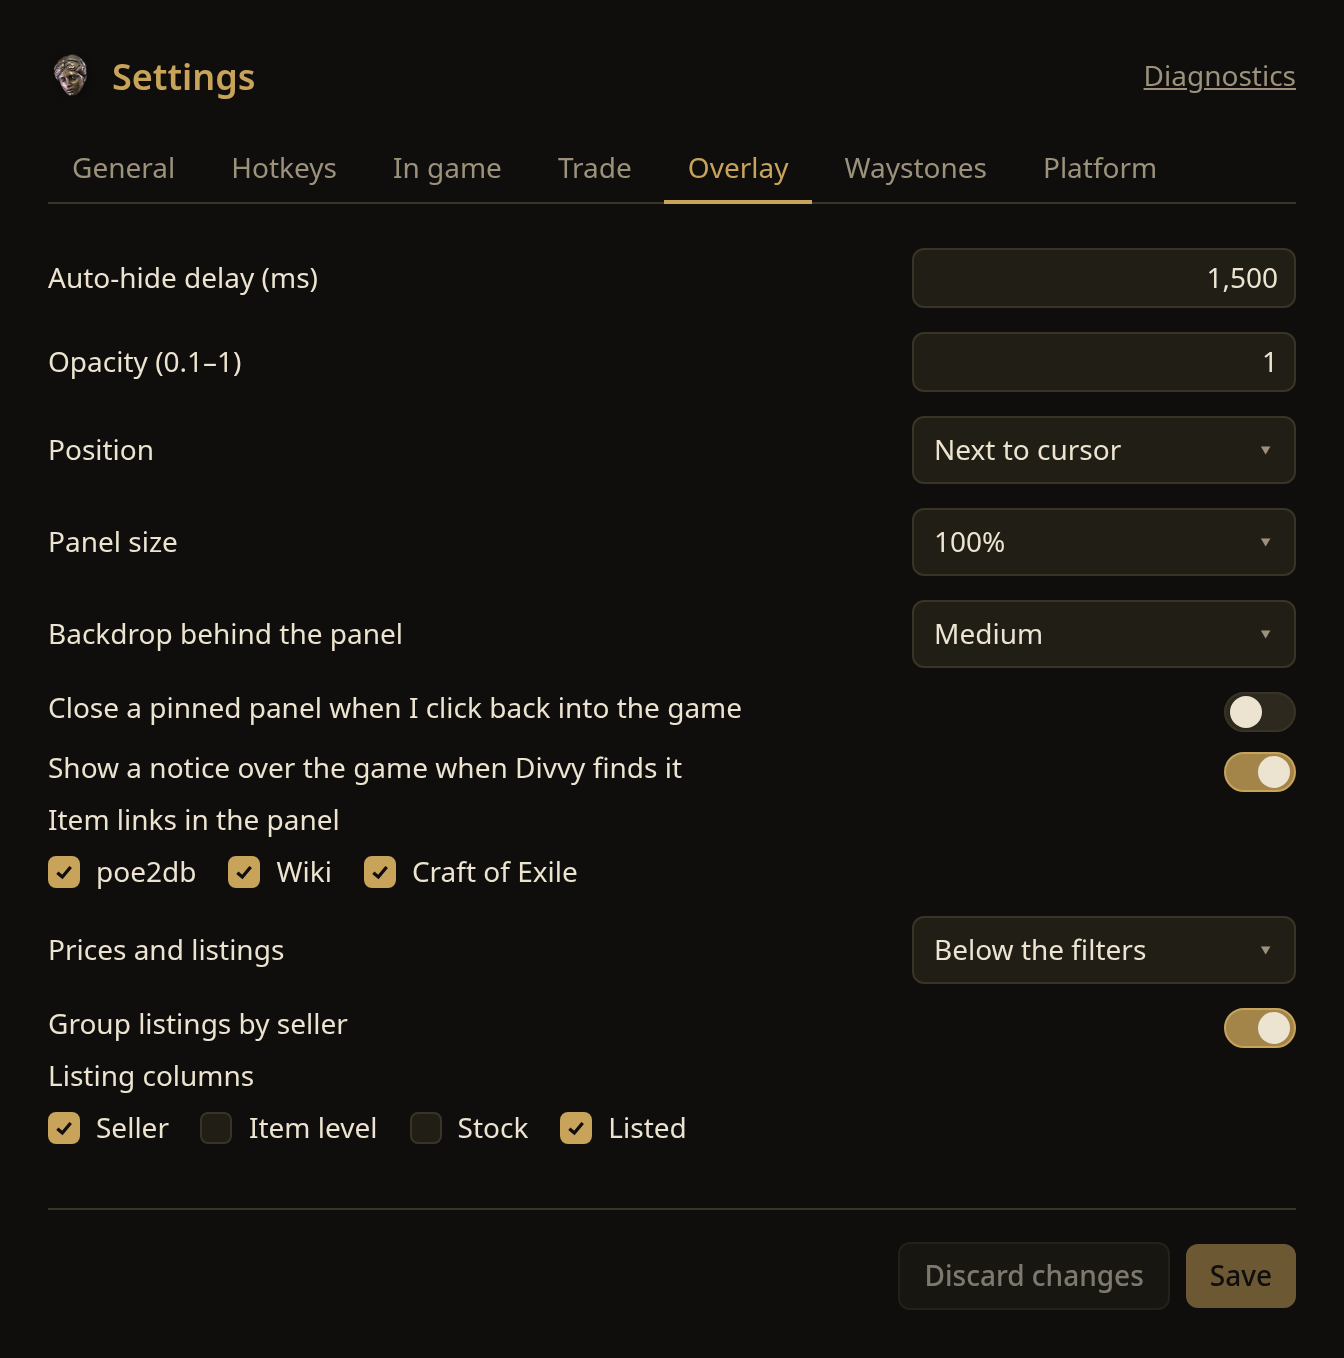 Settings
Diagnostics
General Hotkeys In game Trade Overlay Waystones Platform
Auto-hide delay (ms) 1,500
Opacity (0.1–1) 1
Position Next to cursor
Panel size 100%
Backdrop behind the panel Medium
Close a pinned panel when I click back into the game
Show a notice over the game when Divvy finds it
Item links in the panel
poe2db Wiki Craft of Exile
Prices and listings Below the filters
Group listings by seller
Listing columns
Seller Item level Stock Listed
Discard changes Save